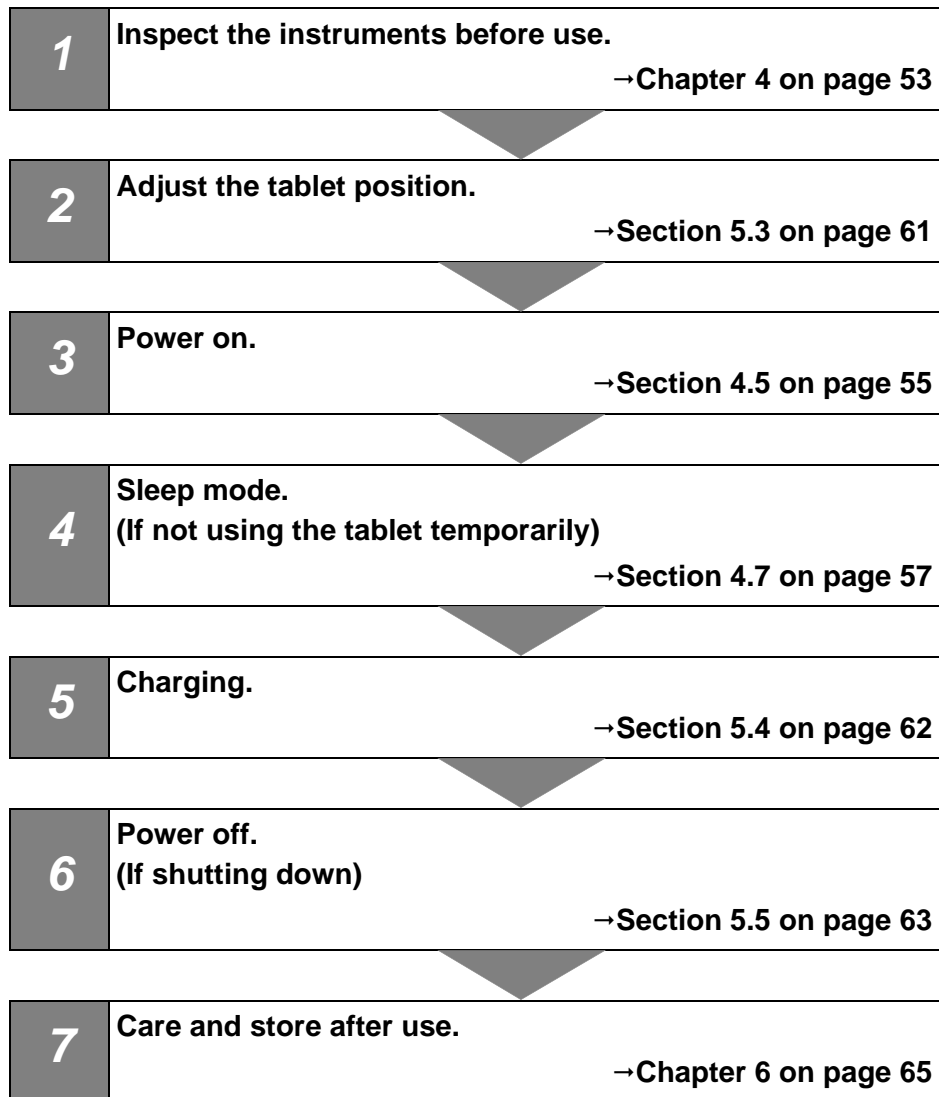 1
Inspect the instruments before use.
→Chapter 4 on page 53
2
Adjust the tablet position.
→Section 5.3 on page 61
3
Power on.
→Section 4.5 on page 55
4
Sleep mode.
(If not using the tablet temporarily)
→Section 4.7 on page 57
5
Charging.
→Section 5.4 on page 62
6
Power off.
(If shutting down)
→Section 5.5 on page 63
7
Care and store after use.
→Chapter 6 on page 65